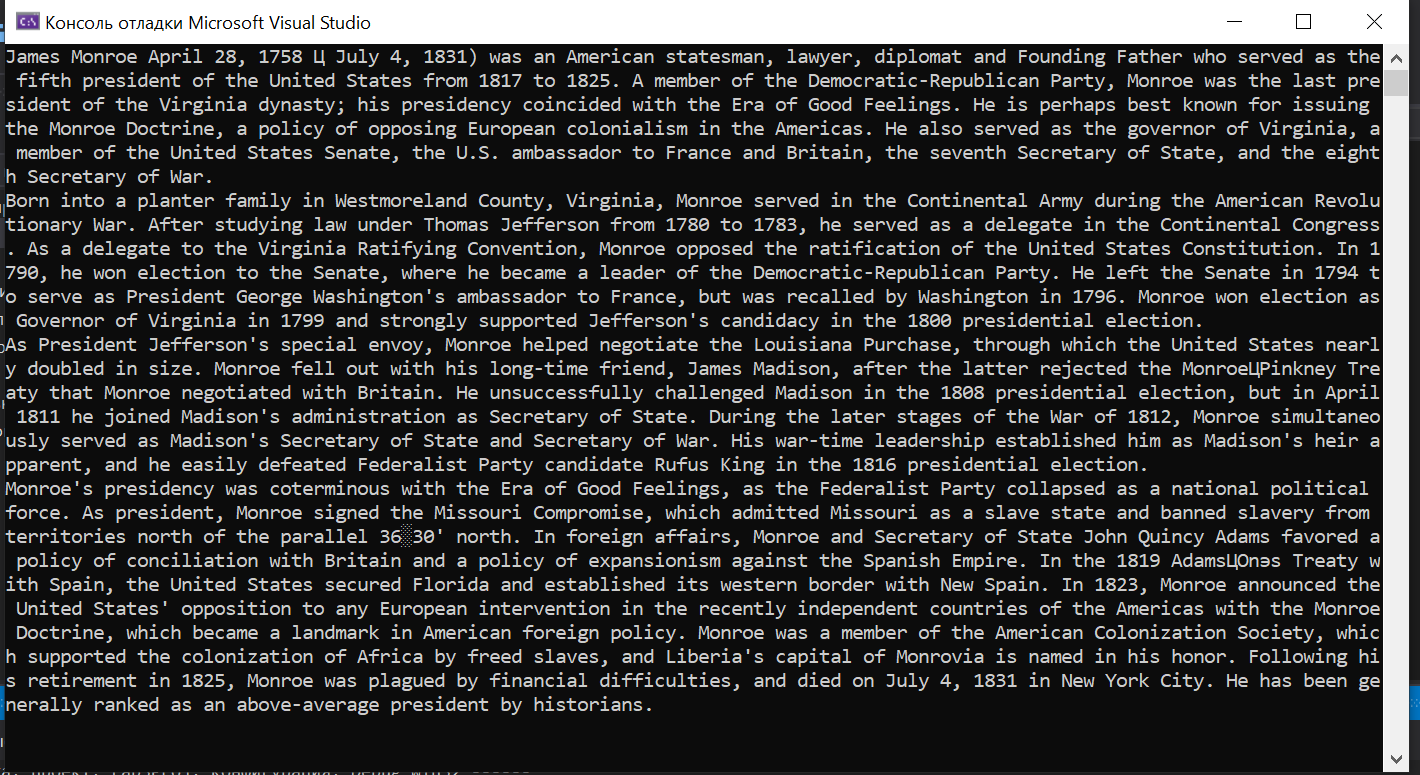 Консоль отладки Microsoft Visual Studio
James Monroe April 28, 1758 Ц July 4, 1831) was an American statesman, lawyer, diplomat and Founding Father who served as the
fifth president of the United States from 1817 to 1825. A member of the Democratic-Republican Party, Monroe was the last pre
sident of the Virginia dynasty; his presidency coincided with the Era of Good Feelings. He is perhaps best known for issuing
the Monroe Doctrine, a policy of opposing European colonialism in the Americas. He also served as the governor of Virginia, a
member of the United States Senate, the U.S. ambassador to France and Britain, the seventh Secretary of State, and the eight
h Secretary of War.
Born into a planter family in Westmoreland County, Virginia, Monroe served in the Continental Army during the American Revolu
tionary War. After studying law under Thomas Jefferson from 1780 to 1783, he served as a delegate in the Continental Congress
. As a delegate to the Virginia Ratifying Convention, Monroe opposed the ratification of the United States Constitution. In 1
790, he won election to the Senate, where he became a leader of the Democratic-Republican Party. He left the Senate in 1794 t
o serve as President George Washington's ambassador to France, but was recalled by Washington in 1796. Monroe won election as
Governor of Virginia in 1799 and strongly supported Jefferson's candidacy in the 1800 presidential election.
As President Jefferson's special envoy, Monroe helped negotiate the Louisiana Purchase, through which the United States nearl
y doubled in size. Monroe fell out with his long-time friend, James Madison, after the latter rejected the MonroeЦPinkney Tre
aty that Monroe negotiated with Britain. He unsuccessfully challenged Madison in the 1808 presidential election, but in April
1811 he joined Madison's administration as Secretary of State. During the later stages of the War of 1812, Monroe simultaneo
usly served as Madison's Secretary of State and Secretary of War. His war-time leadership established him as Madison's heir a
pparent, and he easily defeated Federalist Party candidate Rufus King in the 1816 presidential election.
Monroe's presidency was coterminous with the Era of Good Feelings, as the Federalist Party collapsed as a national political
force. As president, Monroe signed the Missouri Compromise, which admitted Missouri as a slave state and banned slavery from
territories north of the parallel 36░30' north. In foreign affairs, Monroe and Secretary of State John Quincy Adams favored a
policy of conciliation with Britain and a policy of expansionism against the Spanish Empire. In the 1819 AdamsЦOnэs Treaty w
ith Spain, the United States secured Florida and established its western border with New Spain. In 1823, Monroe announced the
United States' opposition to any European intervention in the recently independent countries of the Americas with the Monroe
Doctrine, which became a landmark in American foreign policy. Monroe was a member of the American Colonization Society, whic
h supported the colonization of Africa by freed slaves, and Liberia's capital of Monrovia is named in his honor. Following hi
s retirement in 1825, Monroe was plagued by financial difficulties, and died on July 4, 1831 in New York City. He has been ge
nerally ranked as an above-average president by historians.